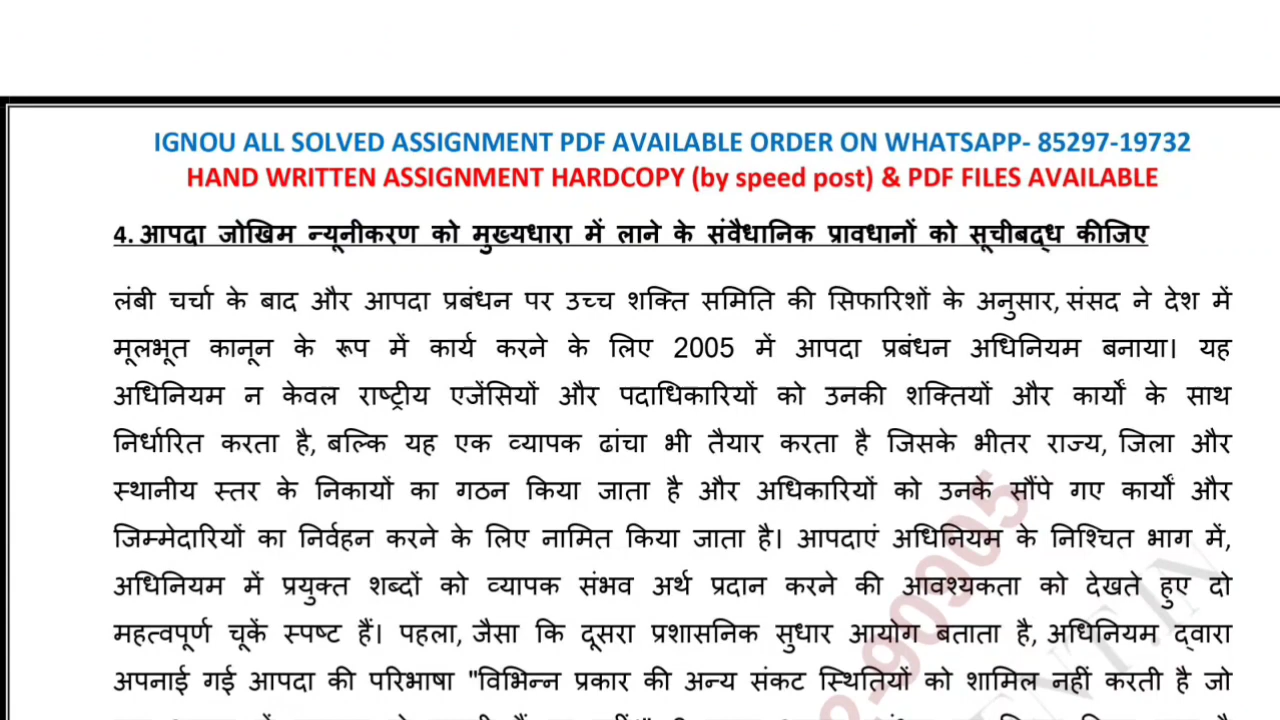 IGNOU ALL SOLVED ASSIGNMENT PDF AVAILABLE ORDER ON WHATSAPP- 85297-19732
HAND WRITTEN ASSIGNMENT HARDCOPY (by speed post) & PDF FILES AVAILABLE
4. आपदा जोखिम न्यूनीकरण को मुख्यधारा में लाने के संवैधानिक प्रावधानों को सूचीबद्ध कीजिए
लंबी चर्चा के बाद और आपदा प्रबंधन पर उच्च शक्ति समिति की सिफारिशों के अनुसार, संसद ने देश में
मूलभूत कानून के रूप में कार्य करने के लिए 2005 में आपदा प्रबंधन अधिनियम बनाया। यह
अधिनियम न केवल राष्ट्रीय एजेंसियों और पदाधिकारियों को उनकी शक्तियों और कार्यों के साथ
निर्धारित करता है, बल्कि यह एक व्यापक ढांचा भी तैयार करता है जिसके भीतर राज्य, जिला और
स्थानीय स्तर के निकायों का गठन किया जाता है और अधिकारियों को उनके सौंपे गए कार्यों और
जिम्मेदारियों का निर्वहन करने के लिए नामित किया जाता है। आपदाएं अधिनियम के निश्चित भाग में,
अधिनियम में प्रयुक्त शब्दों को व्यापक संभव अर्थ प्रदान करने की आवश्यकता को देखते हुए दो
महत्वपूर्ण चूकें स्पष्ट हैं। पहला, जैसा कि दूसरा प्रशासनिक सुधार आयोग बताता है, अधिनियम द्वारा
अपनाई गई आपदा की परिभाषा "विभिन्न प्रकार की अन्य संकट स्थितियों को शामिल नहीं करती है जो